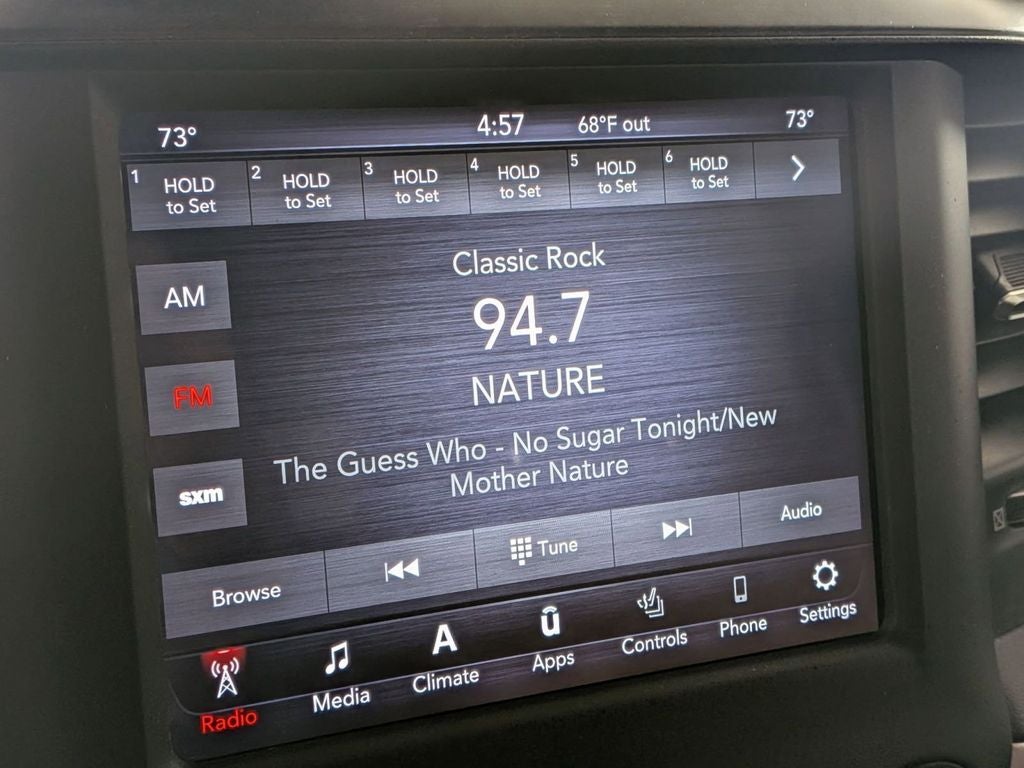 73° 4:57 68°F out 73°
1 HOLD to Set 2 HOLD to Set 3 HOLD to Set 4 HOLD to Set 5 HOLD to Set 6 HOLD to Set
Classic Rock
AM
94.7
FM
NATURE
The Guess Who - No Sugar Tonight/New
Mother Nature
sxm
Browse Tune Audio
A
Radio Media Climate Apps Controls Phone Settings